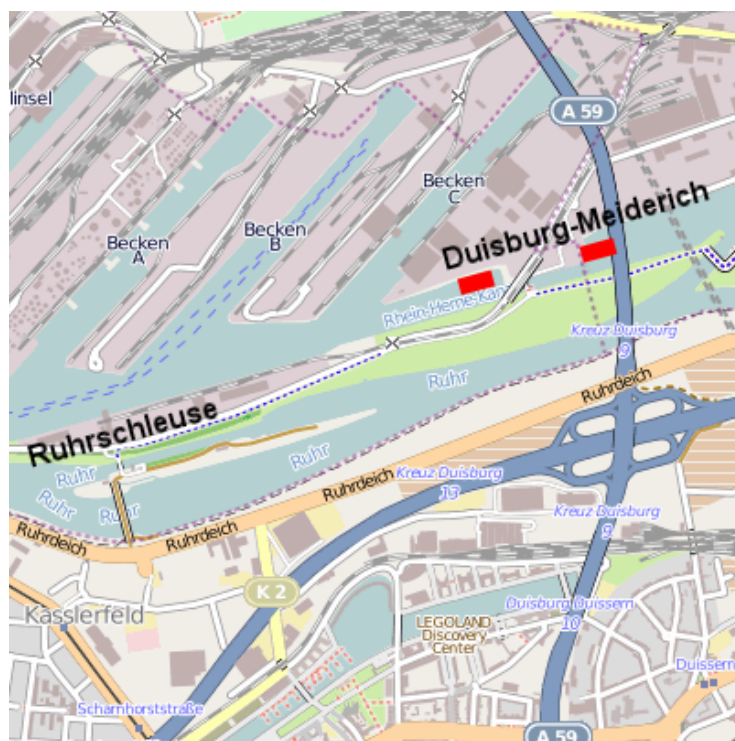 A 59
linsel
Becken
C
Duisburg-Meiderich
Becken
B
Becken
A
Rhein-Herne-Kan
Kreuz Duisburg
9
Ruhr
Ruhrdeich
Ruhrschleuse
Ruhr
Ruhr
Kreuz Duisburg
13
Ruhr
Ruhr
Ruhrdeich
Kreuz Duisburg
9
Ruhrdeich
Ruhrdeich
K 2
Duisburg Duissern
10
Kasslerfeld
LEGOLAND
Discovery
Center
Duissern
Scharnhorststraße
A 59